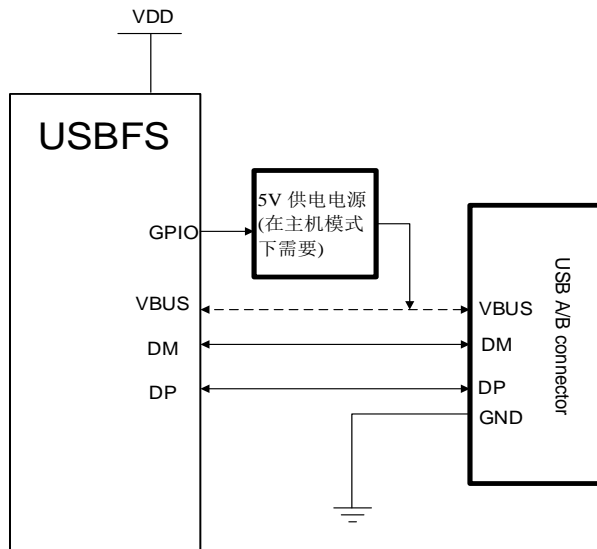 VDD
USBFS
5V 供电电源
(在主机模式
下需要)
GPIO
VBUS
DM
DP
VBUS
DM
DP
GND
USB A/B connector